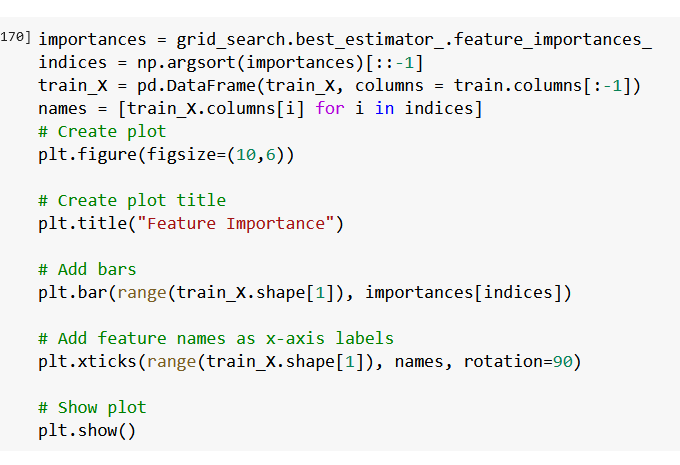 170] importances = grid_search.best_estimator_.feature_importances_
indices = np.argsort(importances)[::-1]
train_X = pd.DataFrame(train_X, columns = train.columns[:-1])
names = [train_X.columns[i] for i in indices]
# Create plot
plt.figure(figsize=(10,6))

# Create plot title
plt.title("Feature Importance")

# Add bars
plt.bar(range(train_X.shape[1]), importances[indices])

# Add feature names as x-axis labels
plt.xticks(range(train_X.shape[1]), names, rotation=90)

# Show plot
plt.show()